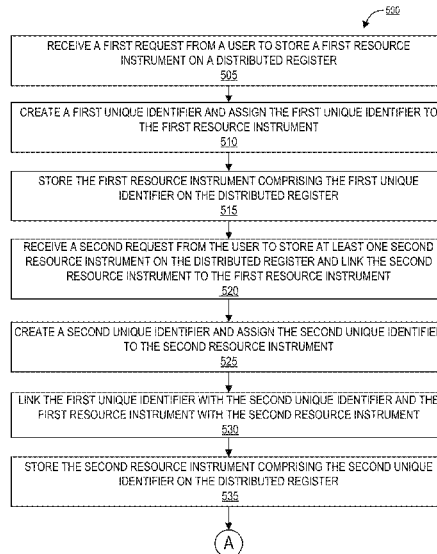 500
RECEIVE A FIRST REQUEST FROM A USER TO STORE A FIRST RESOURCE
INSTRUMENT ON A DISTRIBUTED REGISTER
505
CREATE A FIRST UNIQUE IDENTIFIER AND ASSIGN THE FIRST UNIQUE IDENTIFIER TO
THE FIRST RESOURCE INSTRUMENT
510
STORE THE FIRST RESOURCE INSTRUMENT COMPRISING THE FIRST UNIQUE
IDENTIFIER ON THE DISTRIBUTED REGISTER
515
RECEIVE A SECOND REQUEST FROM THE USER TO STORE AT LEAST ONE SECOND
RESOURCE INSTRUMENT ON THE DISTRIBUTED REGISTER AND LINK THE SECOND
RESOURCE INSTRUMENT TO THE FIRST RESOURCE INSTRUMENT
520
CREATE A SECOND UNIQUE IDENTIFIER AND ASSIGN THE SECOND UNIQUE IDENTIFIER
TO THE SECOND RESOURCE INSTRUMENT
525
LINK THE FIRST UNIQUE IDENTIFIER WITH THE SECOND UNIQUE IDENTIFIER AND THE
FIRST RESOURCE INSTRUMENT WITH THE SECOND RESOURCE INSTRUMENT
530
STORE THE SECOND RESOURCE INSTRUMENT COMPRISING THE SECOND UNIQUE
IDENTIFIER ON THE DISTRIBUTED REGISTER
535
A